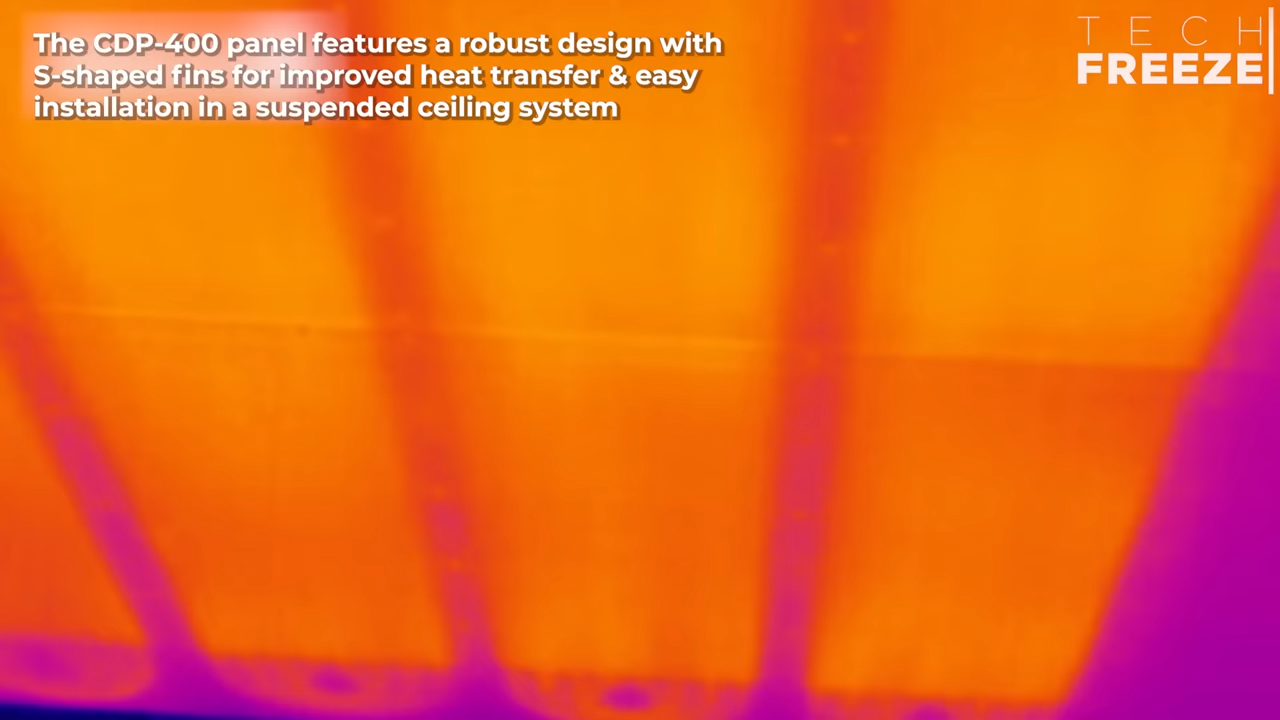 The CDP-400 panel features a robust design with
S-shaped fins for improved heat transfer & easy
installation in a suspended ceiling system
TECH
FREEZE